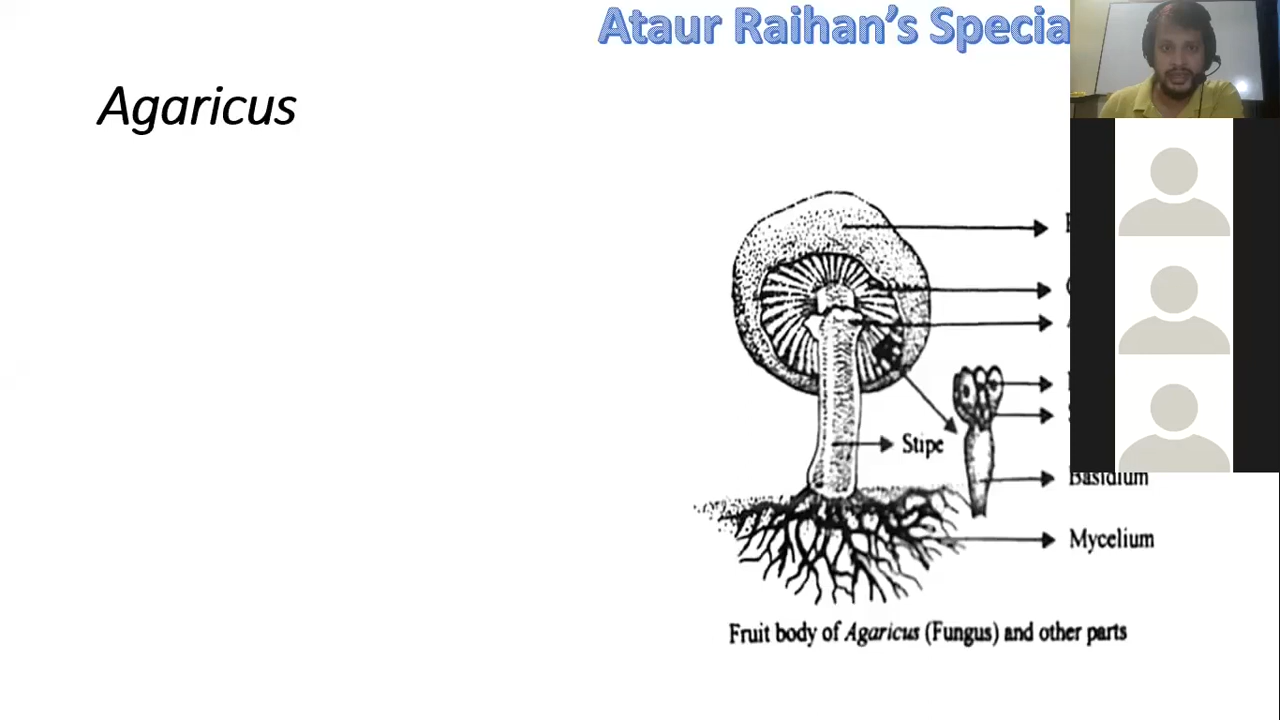 Ataur Raihan’s Specia
Agaricus
Stipe
Basidium
Mycelium
Fruit body of Agaricus (Fungus) and other parts